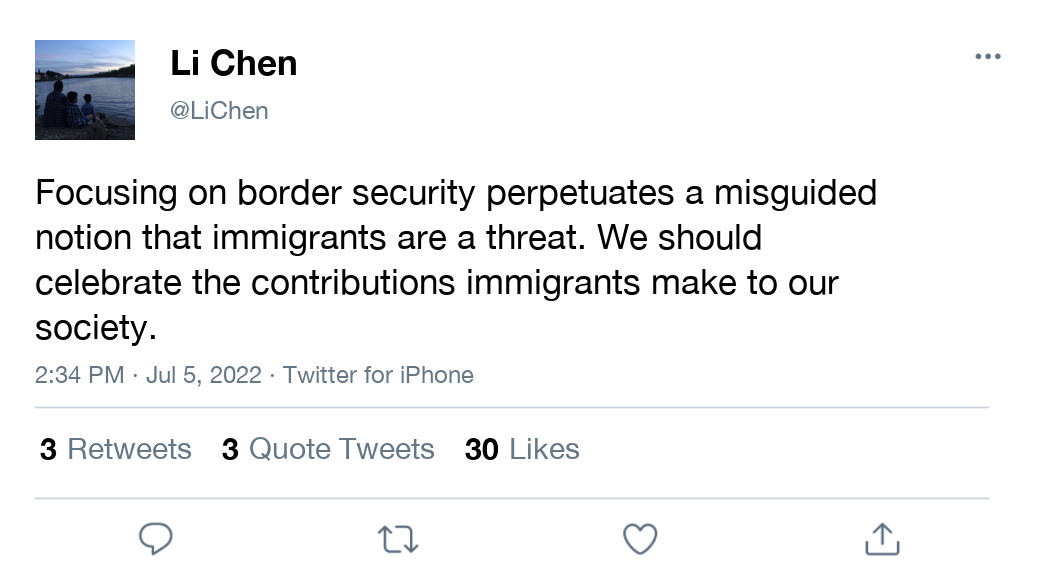 Li Chen
@LiChen
Focusing on border security perpetuates a misguided
notion that immigrants are a threat. We should
celebrate the contributions immigrants make to our
society.
2:34 PM · Jul 5, 2022 · Twitter for iPhone
3 Retweets 3 Quote Tweets 30 Likes